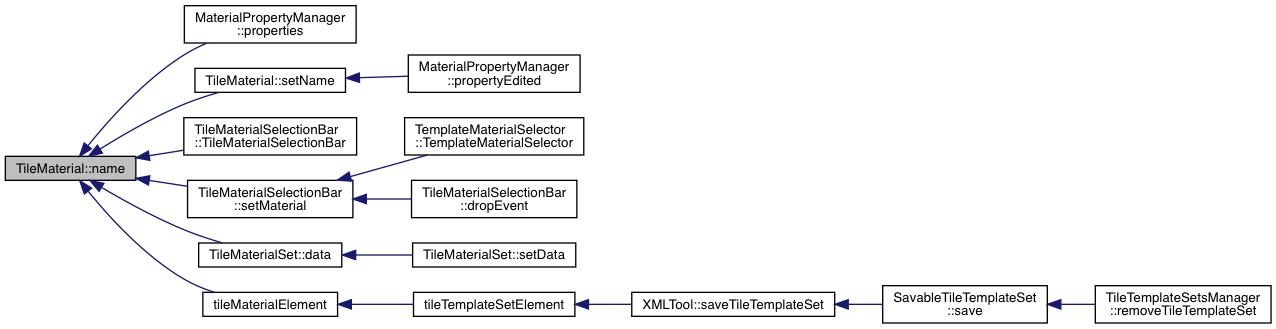 MaterialPropertyManager
::properties
TileMaterial::setName
MaterialPropertyManager
::propertyEdited
TileMaterialSelectionBar
::TileMaterialSelectionBar
TemplateMaterialSelector
::TemplateMaterialSelector
TileMaterial::name
TileMaterialSelectionBar
::setMaterial
TileMaterialSelectionBar
::dropEvent
TileMaterialSet::data
TileMaterialSet::setData
tileMaterialElement
tileTemplateSetElement
XMLTool::saveTileTemplateSet
SavableTileTemplateSet
::save
TileTemplateSetsManager
::removeTileTemplateSet